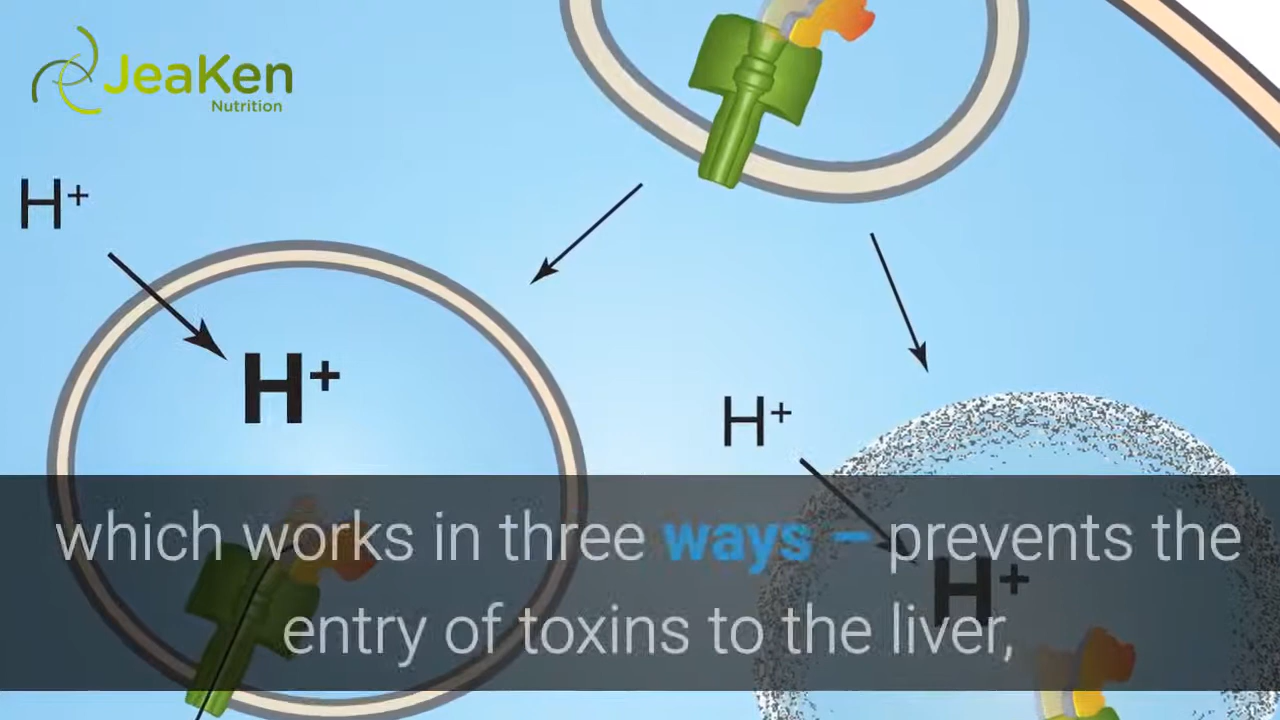 JeaKen
Nutrition
H+
H+
H+
which works in three ways – prevents the
H+
entry of toxins to the liver,